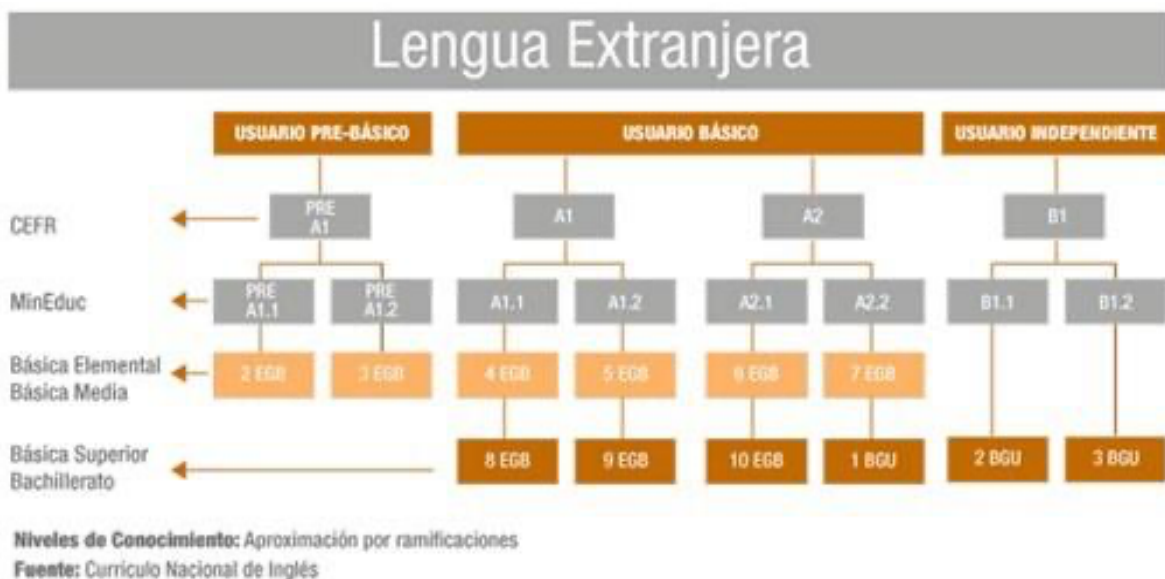 Lengua Extranjera
USUARIO PRE-BÁSICO
USUARIO BÁSICO
USUARIO INDEPENDIENTE
CEFR
PRE
A1
A1
A2
B1
MinEduc
PRE
A1.1
PRE
A1.2
A1.1
A1.2
A2.1
A2.2
B1.1
B1.2
Básica Elemental
Básica Media
2 EGB
3 EGB
4 EGB
5 EGB
6 EGB
7 EGB
Básica Superior
Bachillerato
8 EGB
9 EGB
10 EGB
1 BGU
2 BGU
3 BGU
Niveles de Conocimiento: Aproximación por ramificaciones
Fuente: Currículo Nacional de Inglés